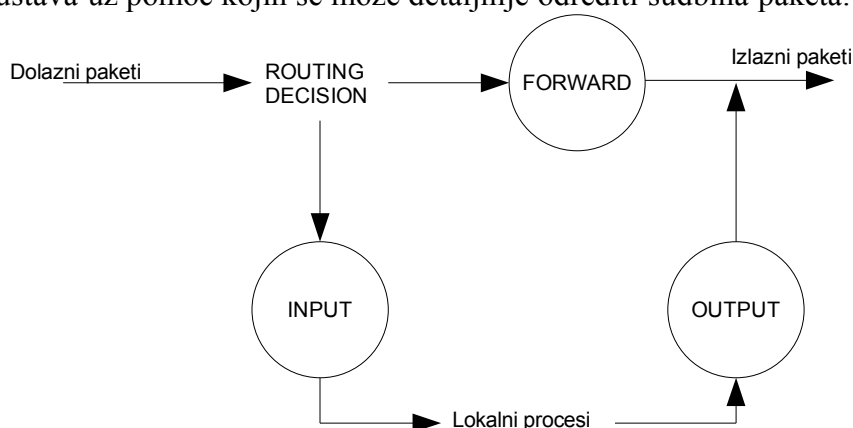 uz pomoć kojih se može detaljnije odrediti sudbina paketa.
Dolazni paketi
ROUTING
DECISION
FORWARD
Izlazni paketi
INPUT
OUTPUT
Lokalni procesi